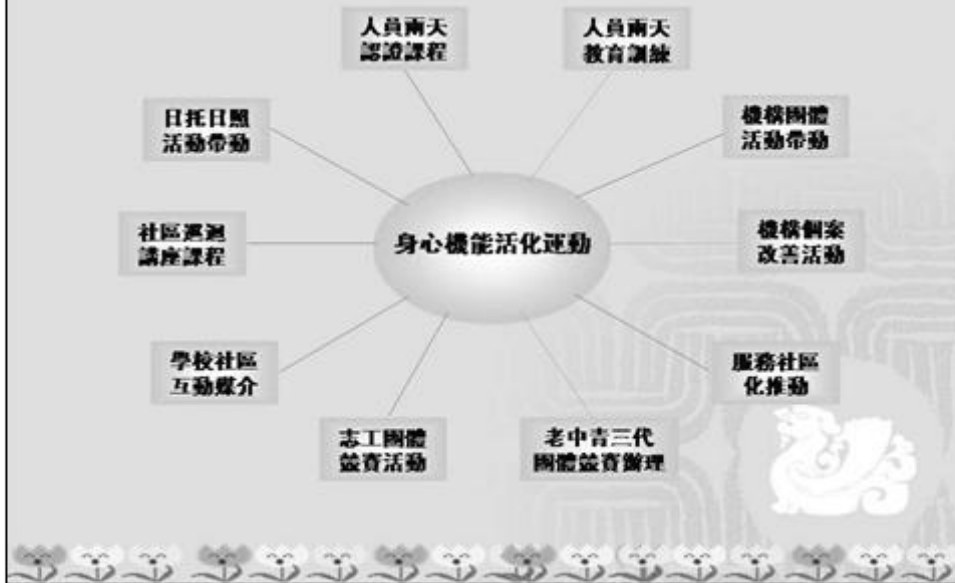 人員兩天
認證課程
人員兩天
教育訓練
日托日照
活動帶動
機構團體
活動帶動
社區巡迴
講座課程
身心機能活化運動
機構個案
改善活動
學校社區
互動媒介
服務社區
化推動
志工團體
競賽活動
老中青三代
團體競賽辦理